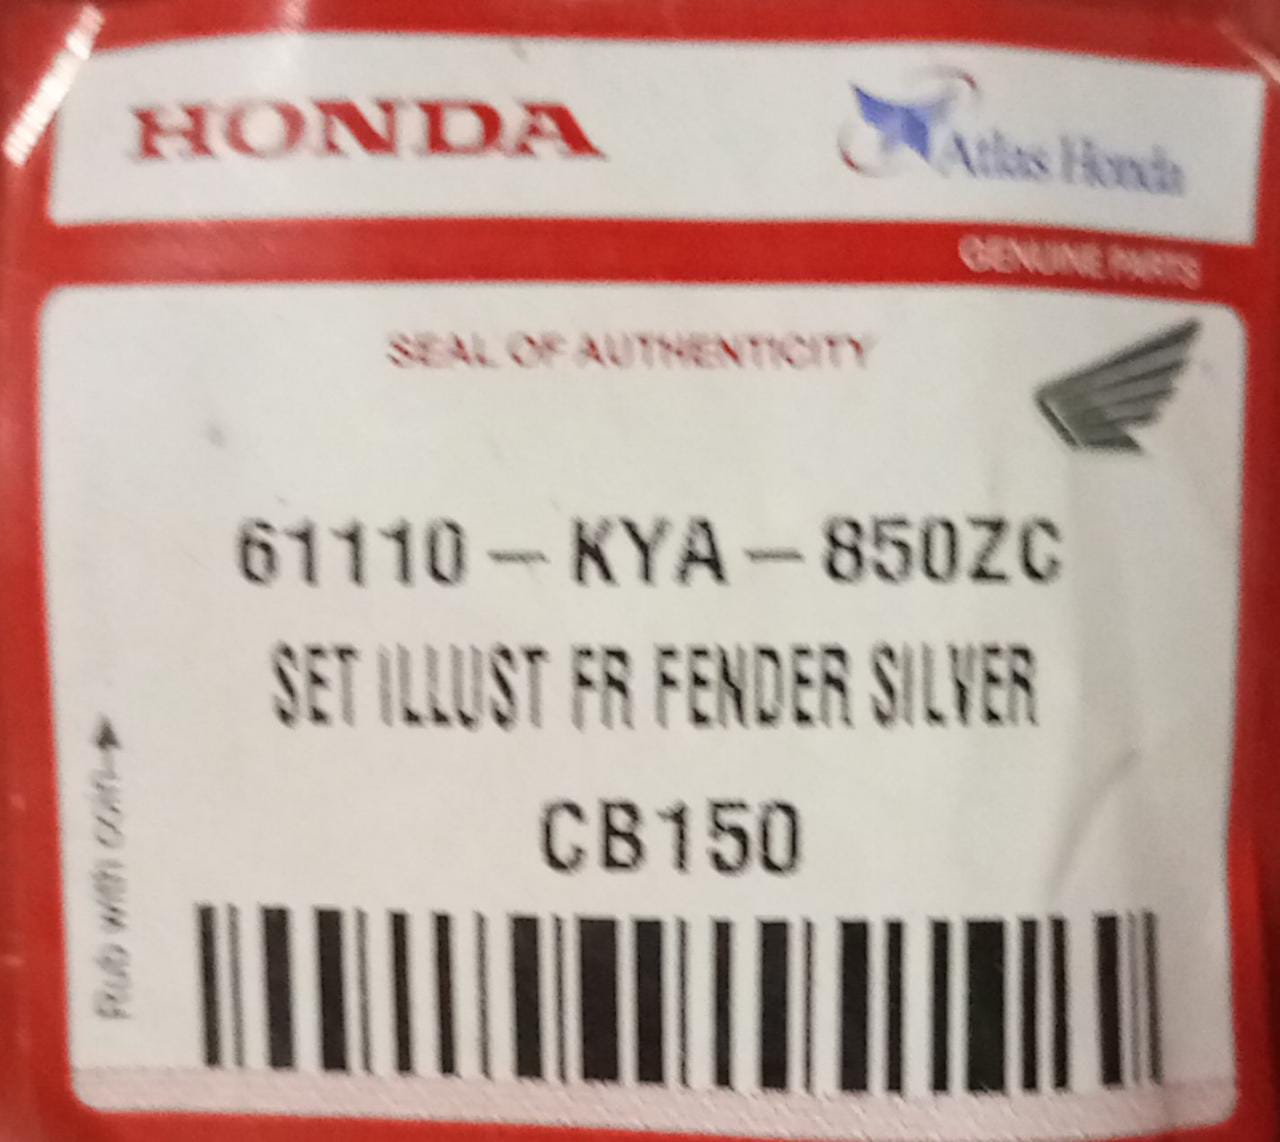 HONDA
Atlas Honda
GENUINE PARTS
SEAL OF AUTHENTICITY
61110-KYA-850ZC
SET ILLUST FR FENDER SILVER
CB150
Rub with coin